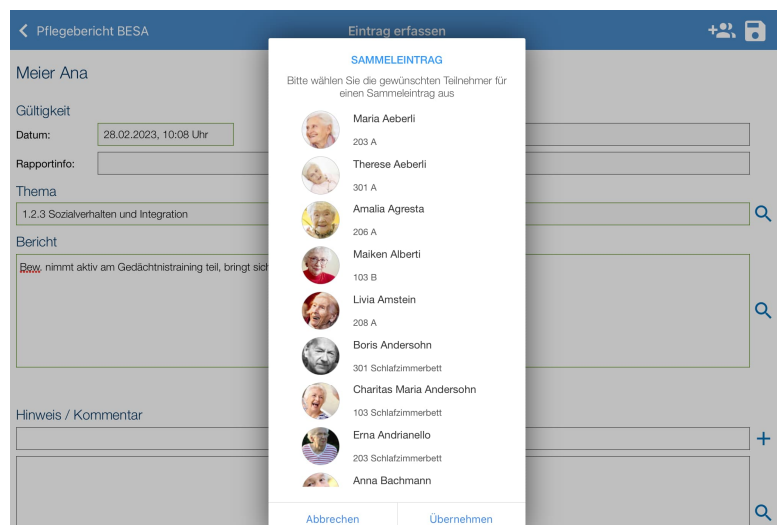 Pflegebericht BESA
Eintrag erfassen
Meier Ana
Gültigkeit
Datum:
28.02.2023, 10:08 Uhr
Rapportinfo:
Thema
1.2.3 Sozialverhalten und Integration
Bericht
Bew. nimmt aktiv am Gedächtnistraining teil, bringt sich
Hinweis / Kommentar
SAMMELEINTRAG
Bitte wählen Sie die gewünschten Teilnehmer für
einen Sammeleintrag aus
Maria Aeberli
203 A
Therese Aeberli
301 A
Amalia Agresta
206 A
Maiken Alberti
103 B
Livia Amstein
208 A
Boris Andersohn
301 Schlafzimmerbett
Charitas Maria Andersohn
103 Schlafzimmerbett
Erna Andrianello
203 Schlafzimmerbett
Anna Bachmann
Abbrechen
Übernehmen